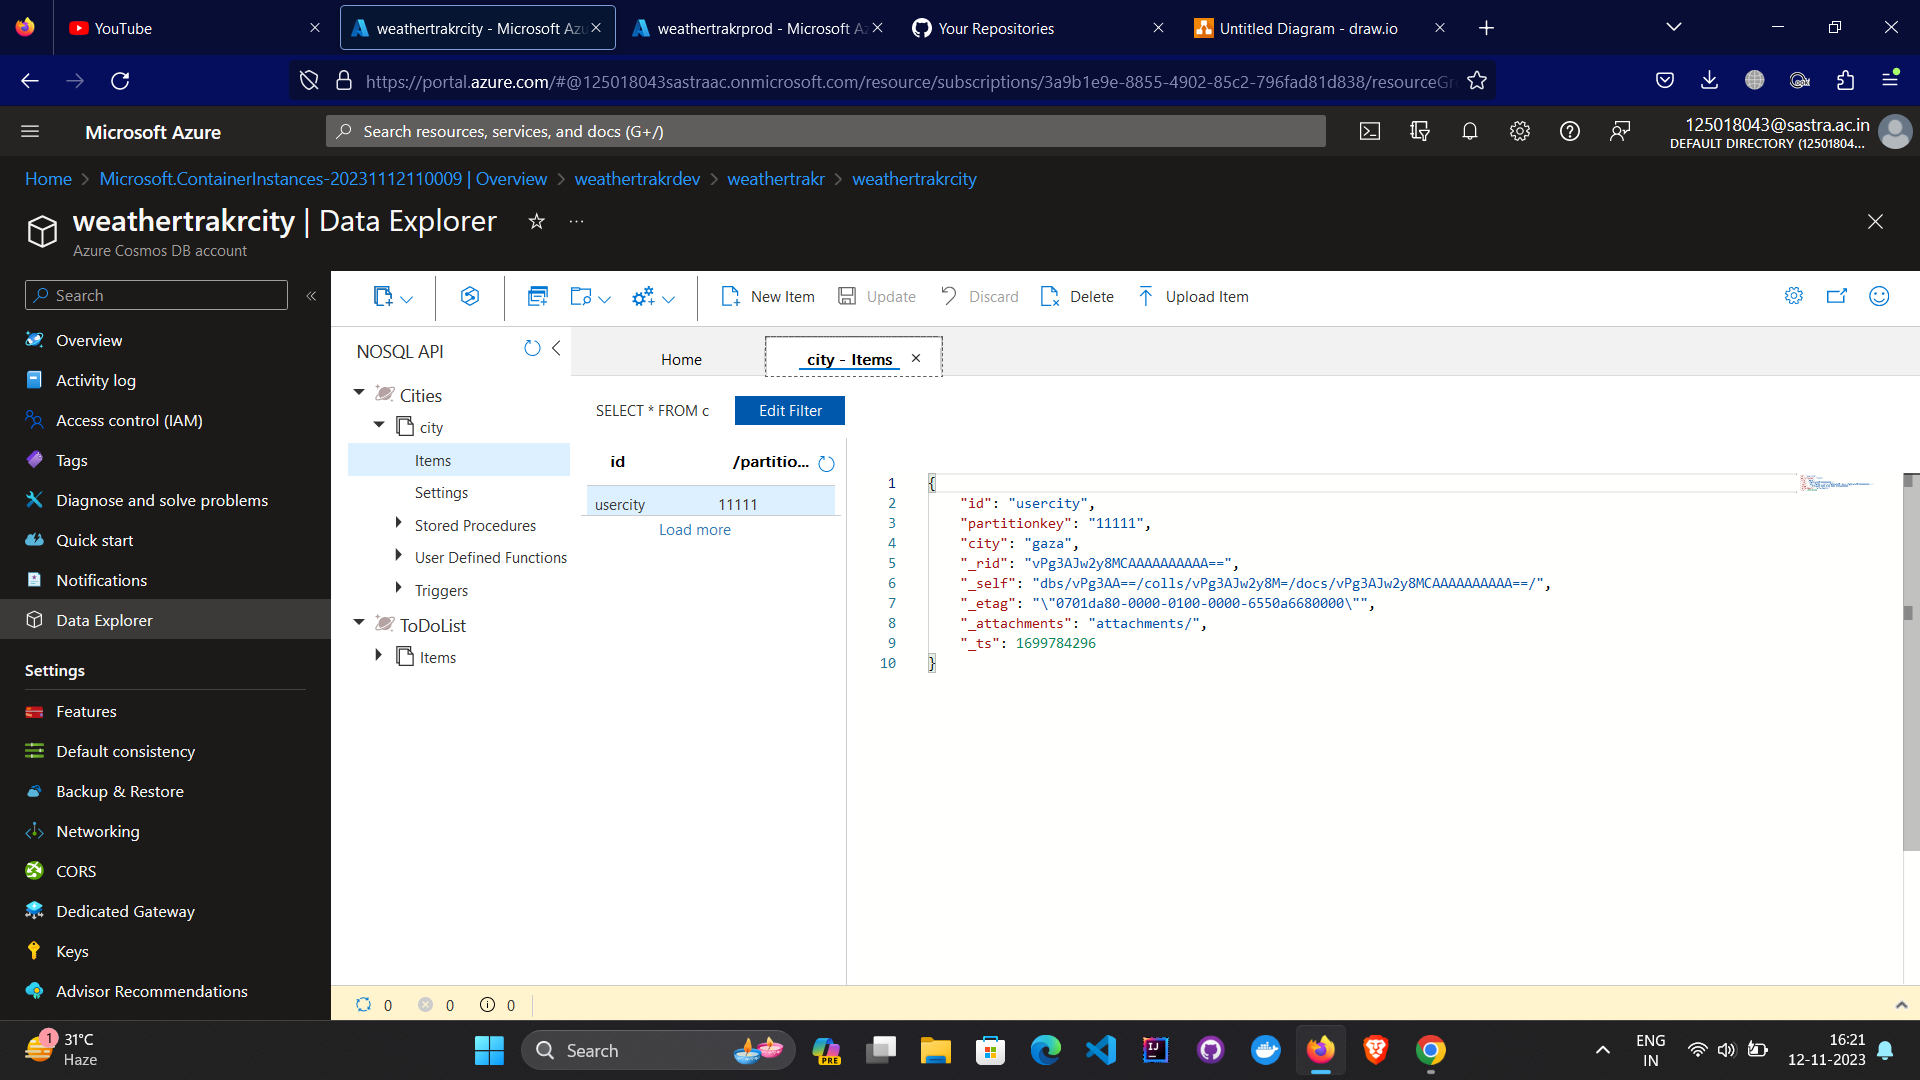 YouTube
weathertrakrcity - Microsoft Azu
weathertrakrprod - Microsoft Az
Your Repositories
Untitled Diagram - draw.io
https://portal.azure.com/#@125018043sastraac.onmicrosoft.com/resource/subscriptions/3a9b1e9e-8855-4902-85c2-796fad81d838/resourceGr
Microsoft Azure
Search resources, services, and docs (G+/)
125018043@sastra.ac.in
DEFAULT DIRECTORY (12501804...
Home > Microsoft.ContainerInstances-20231112110009 | Overview > weathertrakrdev > weathertrakr > weathertrakrcity
weathertrakrcity | Data Explorer
Azure Cosmos DB account
Search
Overview
Activity log
Access control (IAM)
Tags
Diagnose and solve problems
Quick start
Notifications
Data Explorer
Settings
Features
Default consistency
Backup & Restore
Networking
CORS
Dedicated Gateway
Keys
Advisor Recommendations
New Item
Update
Discard
Delete
Upload Item
NOSQL API
Cities
city
Items
Settings
Stored Procedures
User Defined Functions
Triggers
ToDoList
Items
Home
city - Items
SELECT * FROM c
Edit Filter
id /partitio...
usercity 11111
Load more
1 {
2 "id": "usercity",
3 "partitionkey": "11111",
4 "city": "gaza",
5 "_rid": "vPg3AJw2y8MCAAAAAAAAAA==",
6 "_self": "dbs/vPg3AA==/colls/vPg3AJw2y8M=/docs/vPg3AJw2y8MCAAAAAAAAAA==/",
7 "_etag": "\"0701da80-0000-0100-0000-6550a6680000\"",
8 "_attachments": "attachments/",
9 "_ts": 1699784296
10 }
0 0 0
1
31°C
Haze
Search
PRE
IJ
ENG
IN
16:21
12-11-2023